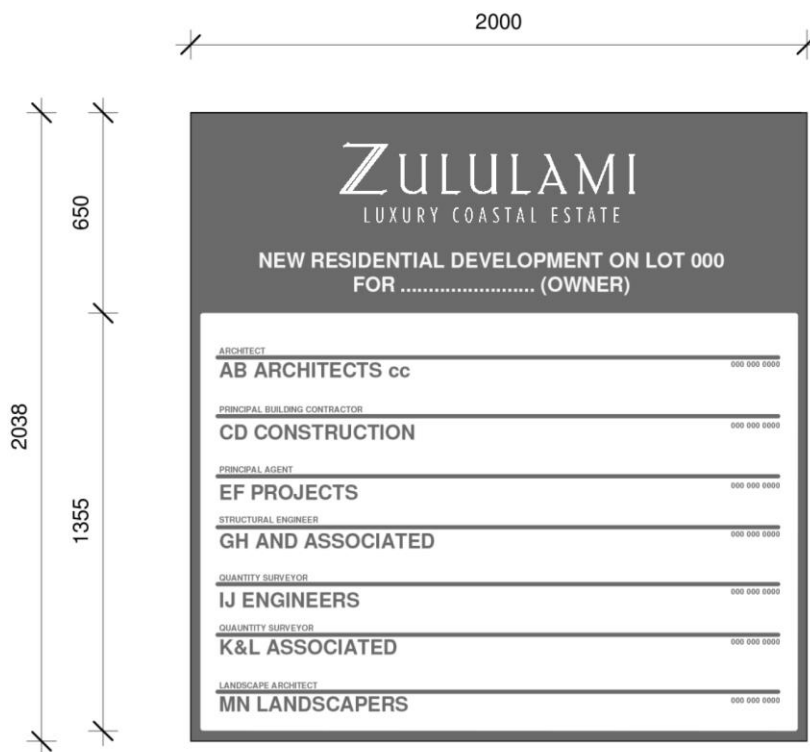 2000
650
2038
1355
ZULULAMI
LUXURY COASTAL ESTATE
NEW RESIDENTIAL DEVELOPMENT ON LOT 000
FOR ........................ (OWNER)
ARCHITECT
AB ARCHITECTS cc 000 000 0000
PRINCIPAL BUILDING CONTRACTOR
CD CONSTRUCTION 000 000 0000
PRINCIPAL AGENT
EF PROJECTS 000 000 0000
STRUCTURAL ENGINEER
GH AND ASSOCIATED 000 000 0000
QUANTITY SURVEYOR
IJ ENGINEERS 000 000 0000
QUAUNTITY SURVEYOR
K&L ASSOCIATED 000 000 0000
LANDSCAPE ARCHITECT
MN LANDSCAPERS 000 000 0000